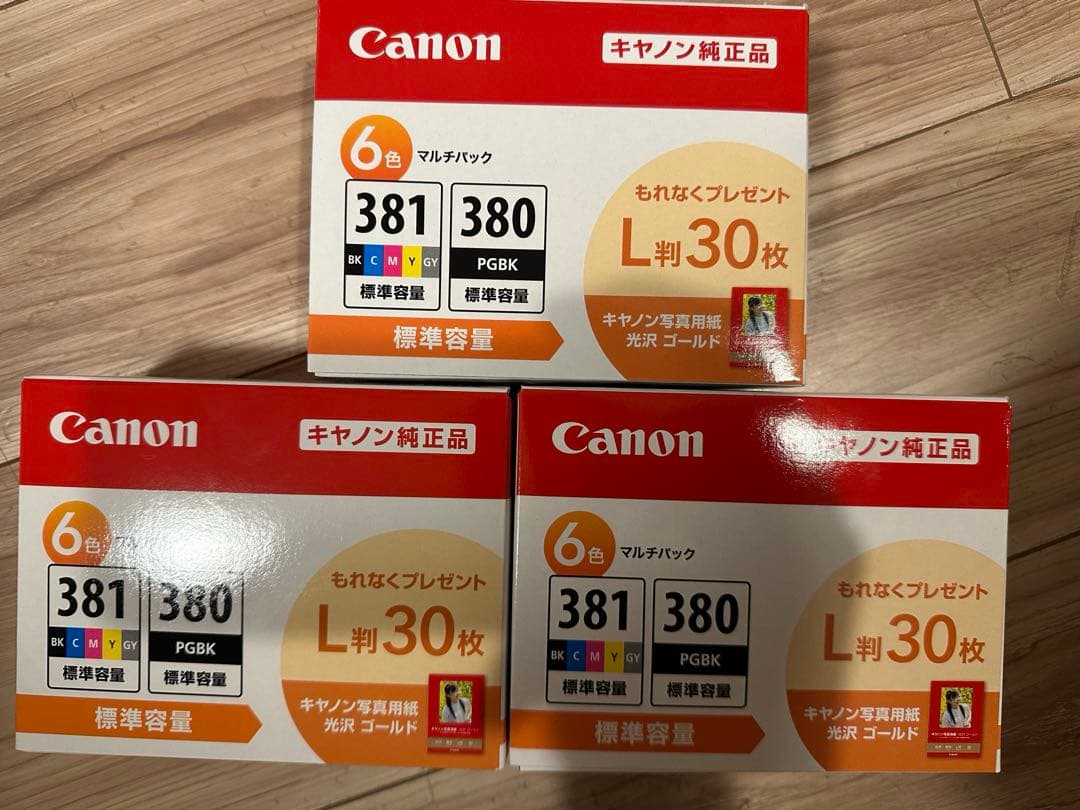 Canon
キヤノン純正品
6色 マルチパック
381 380
BK C M Y GY PGBK
標準容量 標準容量
標準容量
もれなくプレゼント
L判30枚
キヤノン写真用紙
光沢 ゴールド
Canon
キヤノン純正品
6色
381 380
BK C M Y GY PGBK
標準容量 標準容量
標準容量
もれなくプレゼント
L判30枚
キヤノン写真用紙
光沢 ゴールド
Canon
キヤノン純正品
6色 マルチパック
381 380
BK C M Y GY PGBK
標準容量 標準容量
標準容量
もれなくプレゼント
L判30枚
キヤノン写真用紙
光沢 ゴールド